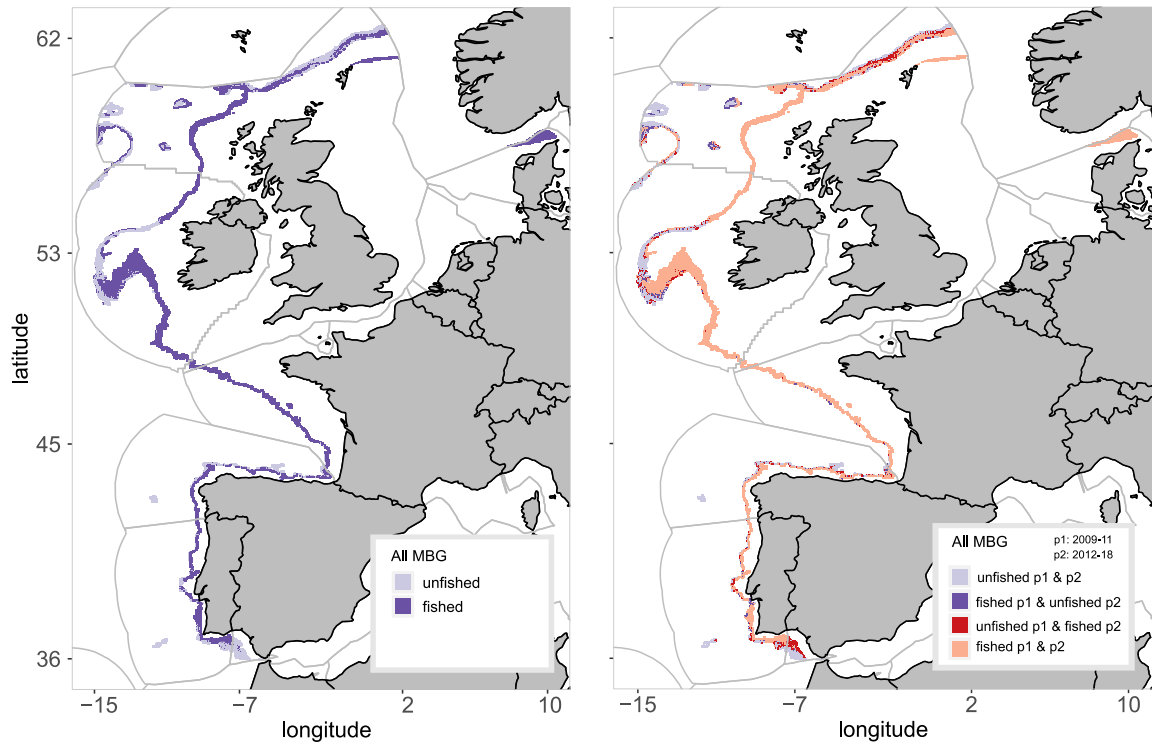 62
53
45
36
latitude
−15
−7
2
10
longitude
All MBG
unfished
fished
All MBG
p1: 2009-11
p2: 2012-18
unfished p1 & p2
fished p1 & unfished p2
unfished p1 & fished p2
fished p1 & p2
−15
−7
2
10
longitude